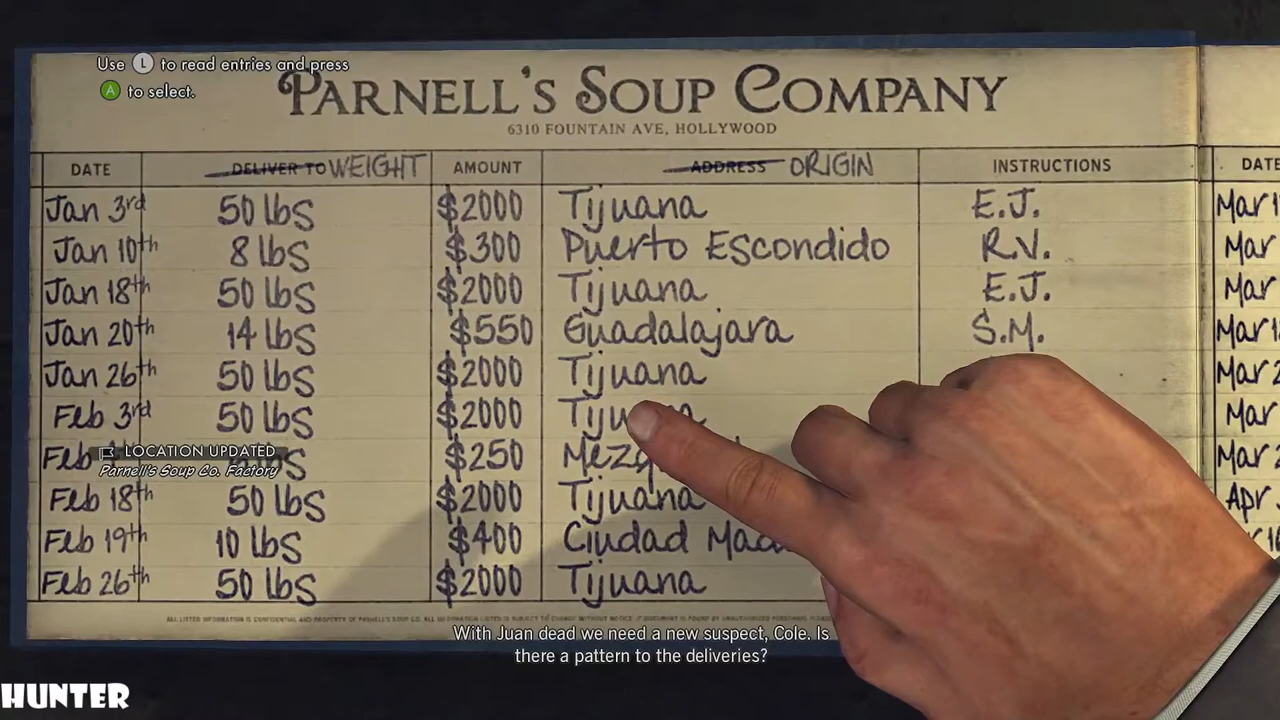 Use L to read entries and press
A to select.
PARNELL'S SOUP COMPANY
6310 FOUNTAIN AVE, HOLLYWOOD
DATE DELIVER TO WEIGHT AMOUNT ADDRESS ORIGIN INSTRUCTIONS DATE
Jan 3rd 50 lbs $2000 Tijuana E.J. Mar
Jan 10th 8 lbs $300 Puerto Escondido R.V. Mar
Jan 18th 50 lbs $2000 Tijuana E.J. Mar
Jan 20th 14 lbs $550 Guadalajara S.M. Mar
Jan 26th 50 lbs $2000 Tijuana Mar
Feb 3rd 50 lbs $2000 Mar
LOCATION UPDATED
Parnell's Soup Co. Factory
Feb $250 Mar
Feb 18th 50 lbs $2000 Tijuana Apr
Feb 19th 10 lbs $400 Ciudad
Feb 26th 50 lbs $2000 Tijuana
With Juan dead we need a new suspect, Cole. Is
there a pattern to the deliveries?
HUNTER